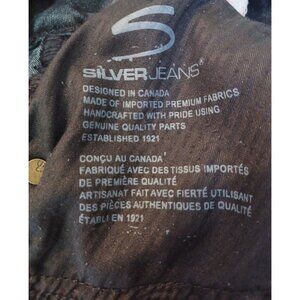 S
SILVERJEANS®
DESIGNED IN CANADA
MADE OF IMPORTED PREMIUM FABRICS
HANDCRAFTED WITH PRIDE USING
GENUINE QUALITY PARTS
ESTABLISHED 1921
CONÇU AU CANADA
FABRIQUÉ AVEC DES TISSUS IMPORTÉS
DE PREMIÈRE QUALITÉ
ARTISANAT FAIT AVEC FIERTÉ UTILISANT
DES PIÈCES AUTHENTIQUES DE QUALITÉ
ÉTABLI EN 1921